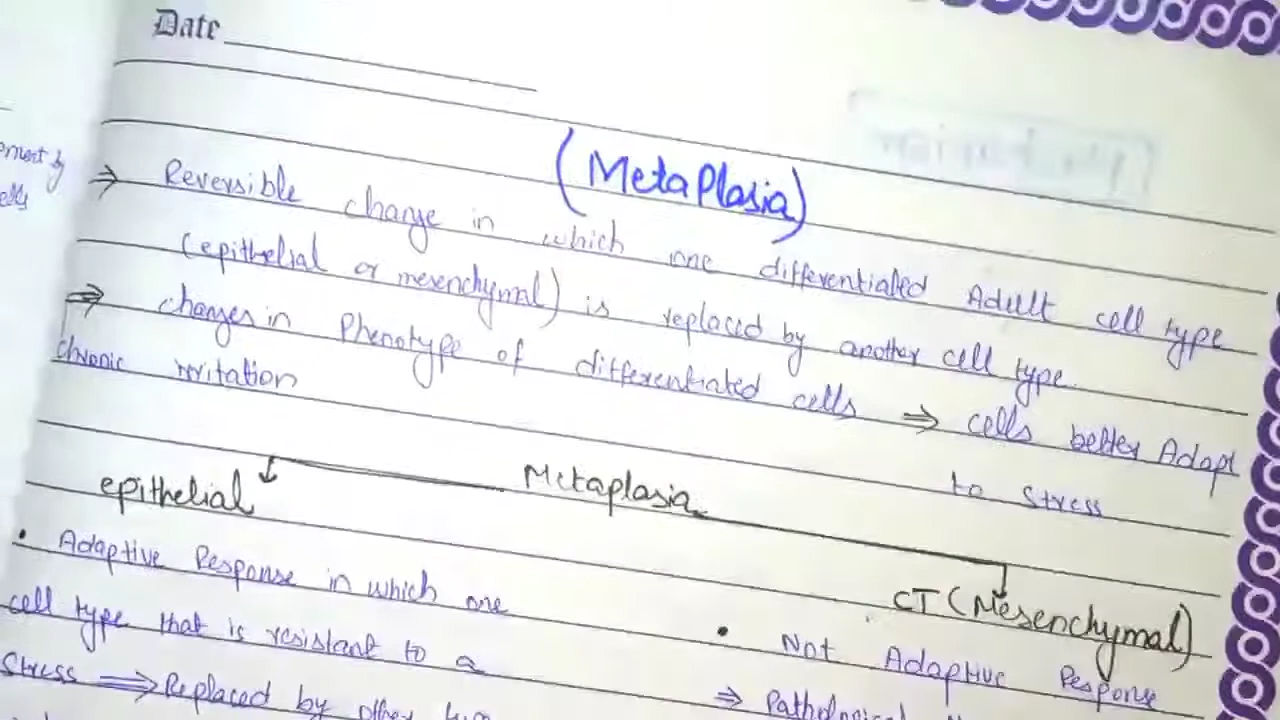 Date
(MetaPlasia)
⇒ Reversible change in which one differentiated Adult cell type
(epithelial or mesenchymal) is replaced by another cell type.
⇒ changes in Phenotype of differentiated cells ⇒ cells better Adapt
chronic irritation
to stress
Metaplasia
epithelial
CT (Mesenchymal)
• Adaptive Response in which one
cell type that is resistant to a
Stress ⇒ Replaced by other
• Not Adaptive Response
⇒ Pathological